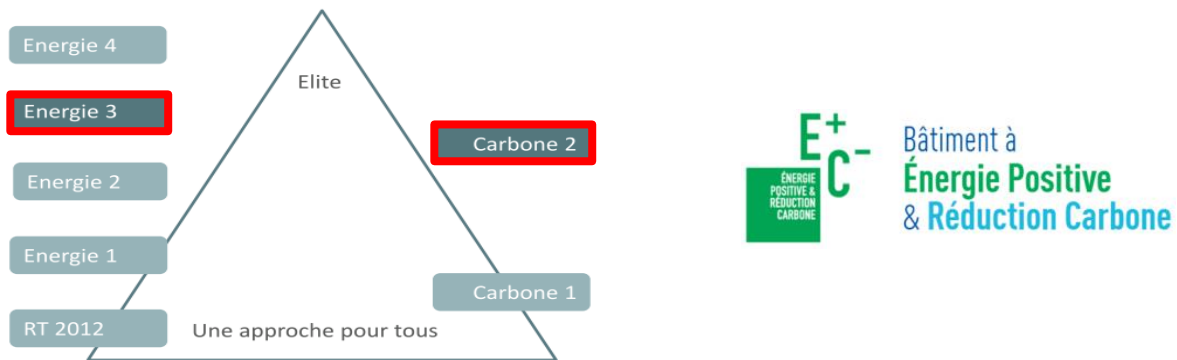 Energie 4
Elite
Energie 3
Carbone 2
Energie 2
Energie 1
Carbone 1
RT 2012
Une approche pour tous
E+
C-
ÉNERGIE
POSITIVE &
RÉDUCTION
CARBONE
Bâtiment à
Énergie Positive
& Réduction Carbone